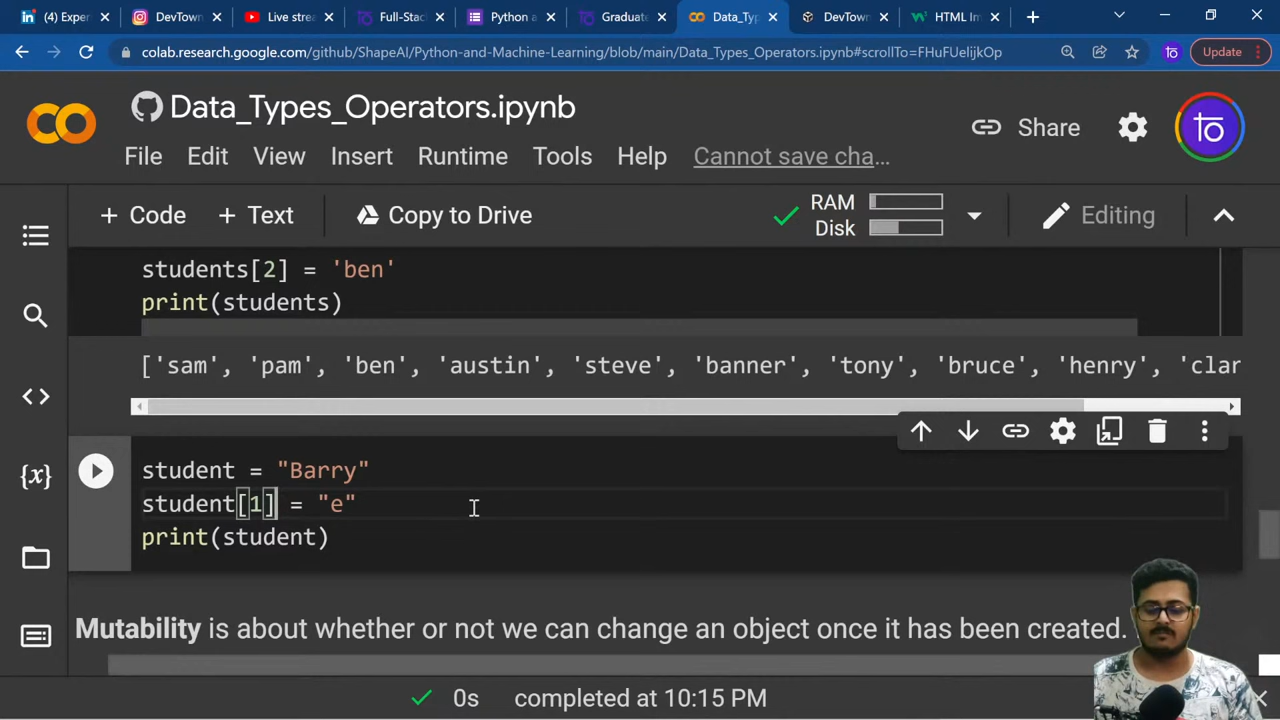 (4) Exper
DevTown
Live stre
Full-Stac
Python a
Graduate
Data_Typ
DevTown
HTML Im
colab.research.google.com/github/ShapeAI/Python-and-Machine-Learning/blob/main/Data_Types_Operators.ipynb#scrollTo=FHuFUelijkOp
Update
Data_Types_Operators.ipynb
Share
File Edit View Insert Runtime Tools Help Cannot save cha...
+ Code + Text Copy to Drive
RAM
Disk
Editing
students[2] = 'ben'
print(students)
['sam', 'pam', 'ben', 'austin', 'steve', 'banner', 'tony', 'bruce', 'henry', 'clar
student = "Barry"
student[1] = "e"
print(student)
Mutability is about whether or not we can change an object once it has been created.
0s completed at 10:15 PM